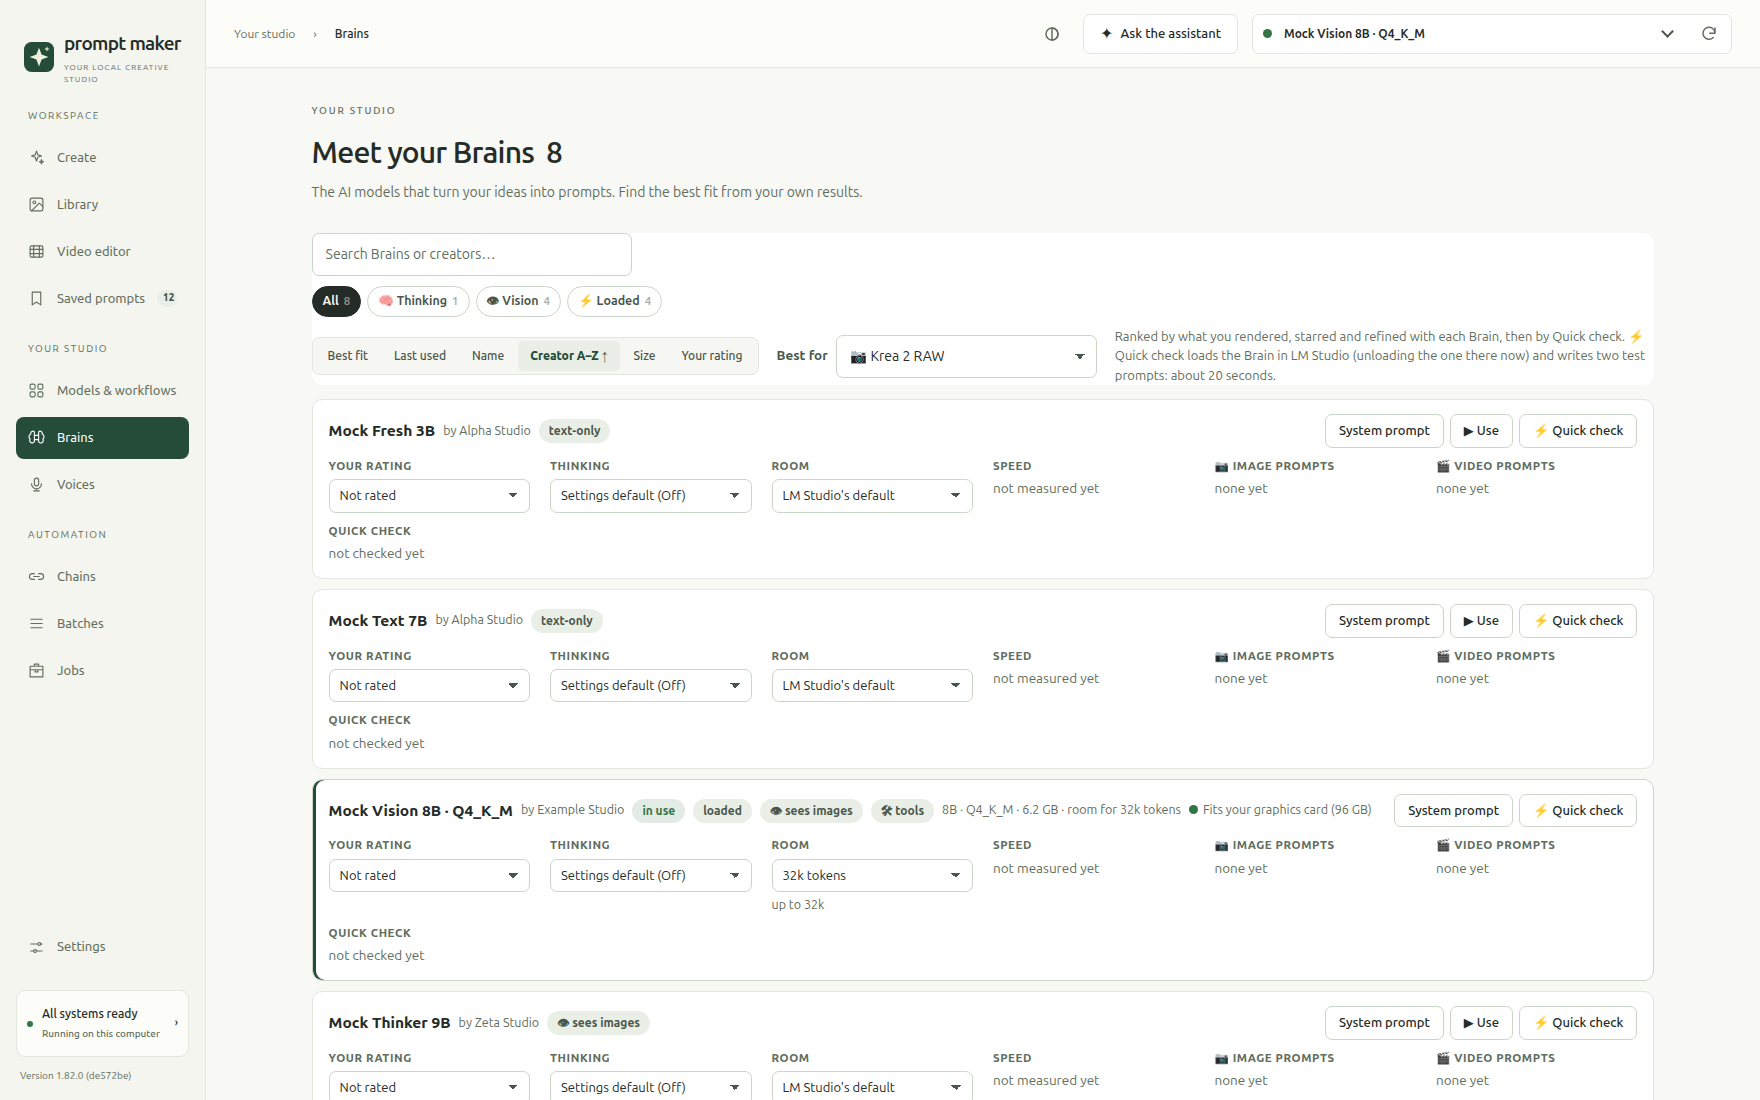 prompt maker
YOUR LOCAL CREATIVE
STUDIO
WORKSPACE
Create
Library
Video editor
Saved prompts 12
YOUR STUDIO
Models & workflows
Brains
Voices
AUTOMATION
Chains
Batches
Jobs
Settings
All systems ready ›
Running on this computer
Version 1.82.0 (de572be)
Your studio › Brains
Ask the assistant
Mock Vision 8B · Q4_K_M
YOUR STUDIO
Meet your Brains 8
The AI models that turn your ideas into prompts. Find the best fit from your own results.
Search Brains or creators…
All 8 🧠 Thinking 1 👁 Vision 4 ⚡ Loaded 4
Best fit Last used Name Creator A–Z ↑ Size Your rating Best for 📷 Krea 2 RAW
Ranked by what you rendered, starred and refined with each Brain, then by Quick check. ⚡
Quick check loads the Brain in LM Studio (unloading the one there now) and writes two test
prompts: about 20 seconds.
Mock Fresh 3B by Alpha Studio text-only System prompt ▶ Use ⚡ Quick check
YOUR RATING THINKING ROOM SPEED 📷 IMAGE PROMPTS 🎬 VIDEO PROMPTS
Not rated Settings default (Off) LM Studio's default not measured yet none yet none yet
QUICK CHECK
not checked yet
Mock Text 7B by Alpha Studio text-only System prompt ▶ Use ⚡ Quick check
YOUR RATING THINKING ROOM SPEED 📷 IMAGE PROMPTS 🎬 VIDEO PROMPTS
Not rated Settings default (Off) LM Studio's default not measured yet none yet none yet
QUICK CHECK
not checked yet
Mock Vision 8B · Q4_K_M by Example Studio in use loaded 👁 sees images 🛠 tools 8B · Q4_K_M · 6.2 GB · room for 32k tokens Fits your graphics card (96 GB) System prompt ⚡ Quick check
YOUR RATING THINKING ROOM SPEED 📷 IMAGE PROMPTS 🎬 VIDEO PROMPTS
Not rated Settings default (Off) 32k tokens not measured yet none yet none yet
up to 32k
QUICK CHECK
not checked yet
Mock Thinker 9B by Zeta Studio 👁 sees images System prompt ▶ Use ⚡ Quick check
YOUR RATING THINKING ROOM SPEED 📷 IMAGE PROMPTS 🎬 VIDEO PROMPTS
Not rated Settings default (Off) LM Studio's default not measured yet none yet none yet